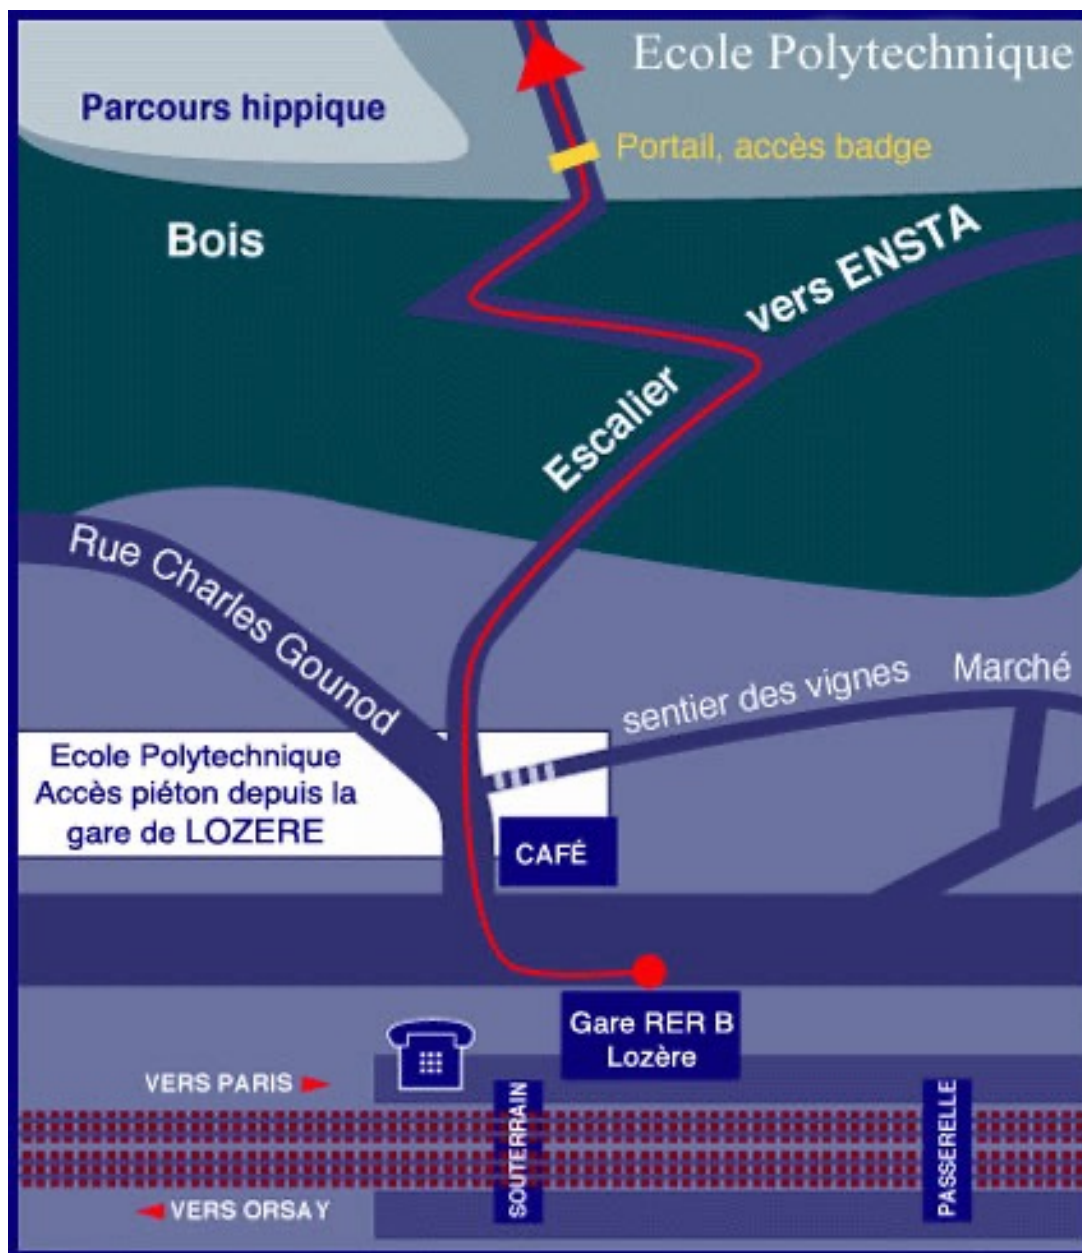 Ecole Polytechnique
Parcours hippique
Portail, accès badge
Bois
vers ENSTA
Escalier
Rue Charles Gounod
sentier des vignes
Marché
Ecole Polytechnique
Accès piéton depuis la
gare de LOZERE
CAFÉ
Gare RER B
Lozère
VERS PARIS
SOUTERRAIN
PASSERELLE
VERS ORSAY